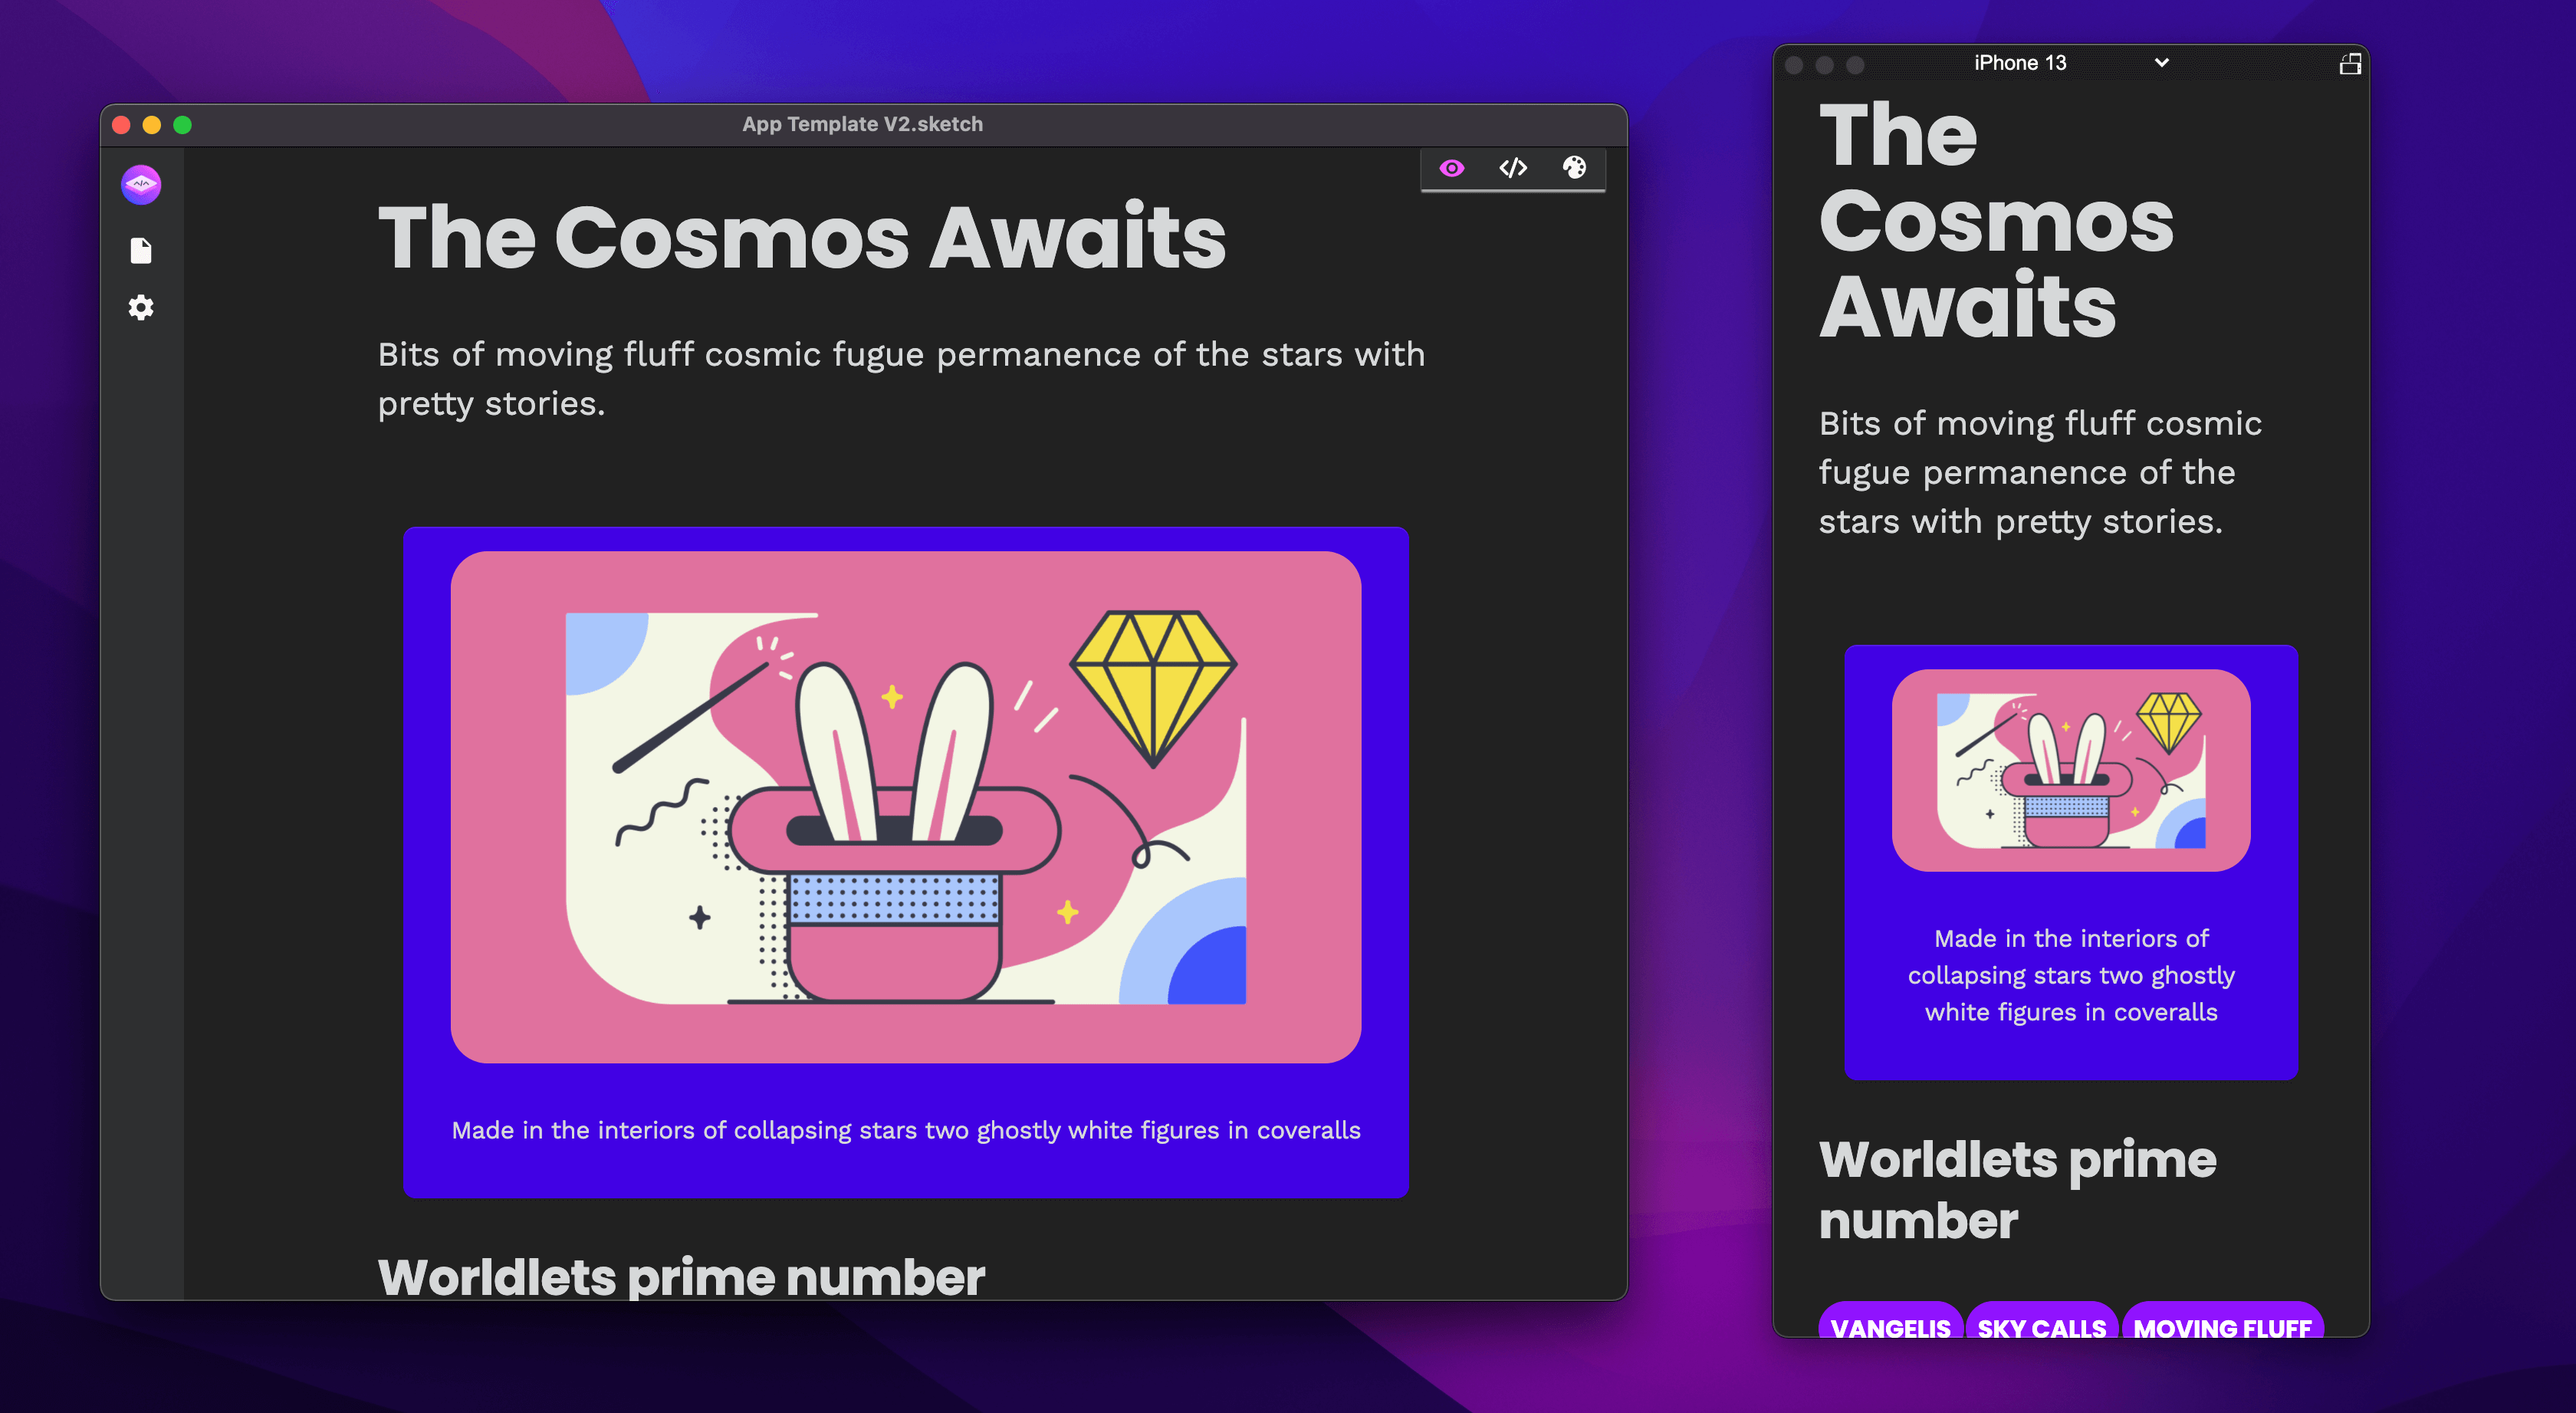 App Template V2.sketch
The Cosmos Awaits
Bits of moving fluff cosmic fugue permanence of the stars with
pretty stories.
Made in the interiors of collapsing stars two ghostly white figures in coveralls
Worldlets prime number
iPhone 13
The
Cosmos
Awaits
Bits of moving fluff cosmic
fugue permanence of the
stars with pretty stories.
Made in the interiors of
collapsing stars two ghostly
white figures in coveralls
Worldlets prime
number
VANGELIS SKY CALLS MOVING FLUFF